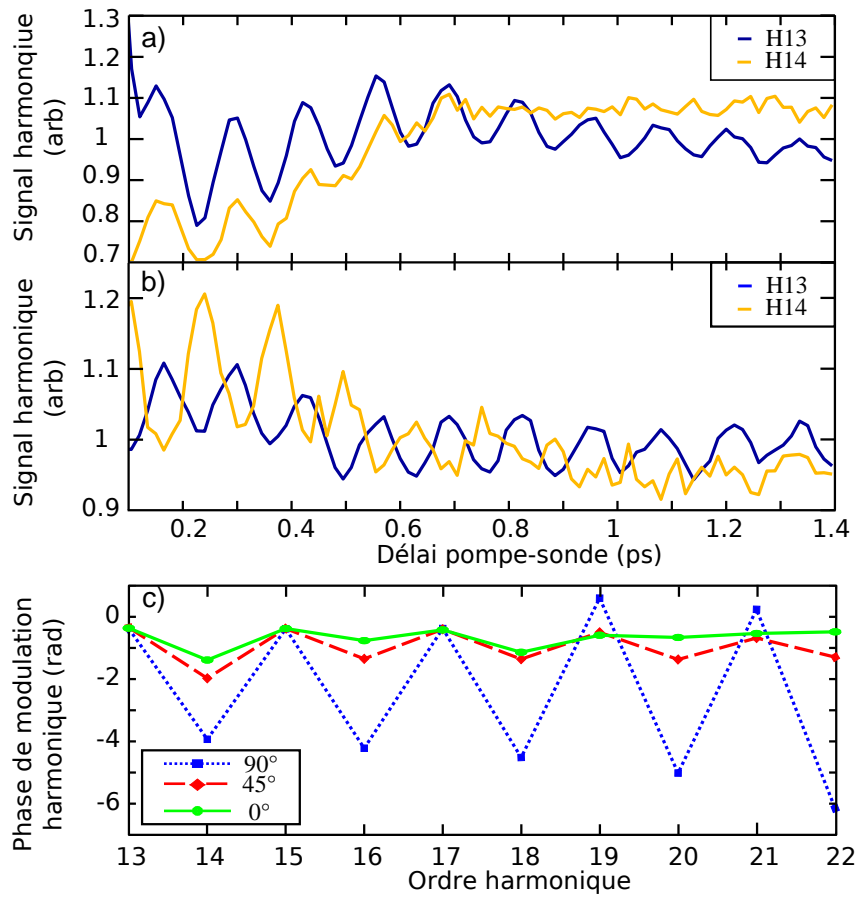 a)
H13
H14
1.3
1.2
1.1
1
0.9
0.8
0.7
Signal harmonqiue
(arb)
b)
H13
H14
1.2
1.1
1
0.9
Signal harmonique
(arb)
0.2 0.4 0.6 0.8 1 1.2 1.4
Délai pompe-sonde (ps)
c)
0
-2
-4
-6
Phase de modulation
harmonique (rad)
90°
45°
0°
13 14 15 16 17 18 19 20 21 22
Ordre harmonique